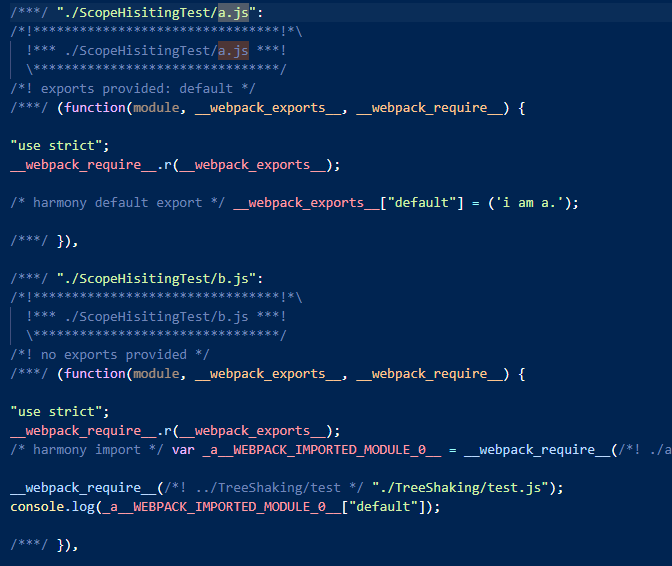 /***/ "./ScopeHisitingTest/a.js":
/*!********************************!*\
!*** ./ScopeHisitingTest/a.js ***!
\********************************/
/*! exports provided: default */
/***/ (function(module, __webpack_exports__, __webpack_require__) {
"use strict";
__webpack_require__.r(__webpack_exports__);
/* harmony default export */ __webpack_exports__["default"] = ('i am a.');
/***/ }),
/***/ "./ScopeHisitingTest/b.js":
/*!********************************!*\
!*** ./ScopeHisitingTest/b.js ***!
\********************************/
/*! no exports provided */
/***/ (function(module, __webpack_exports__, __webpack_require__) {
"use strict";
__webpack_require__.r(__webpack_exports__);
/* harmony import */ var _a__WEBPACK_IMPORTED_MODULE_0__ = __webpack_require__(/*! ./a
__webpack_require__(/*! ../TreeShaking/test */ "./TreeShaking/test.js");
console.log(_a__WEBPACK_IMPORTED_MODULE_0__["default"]);
/***/ }),